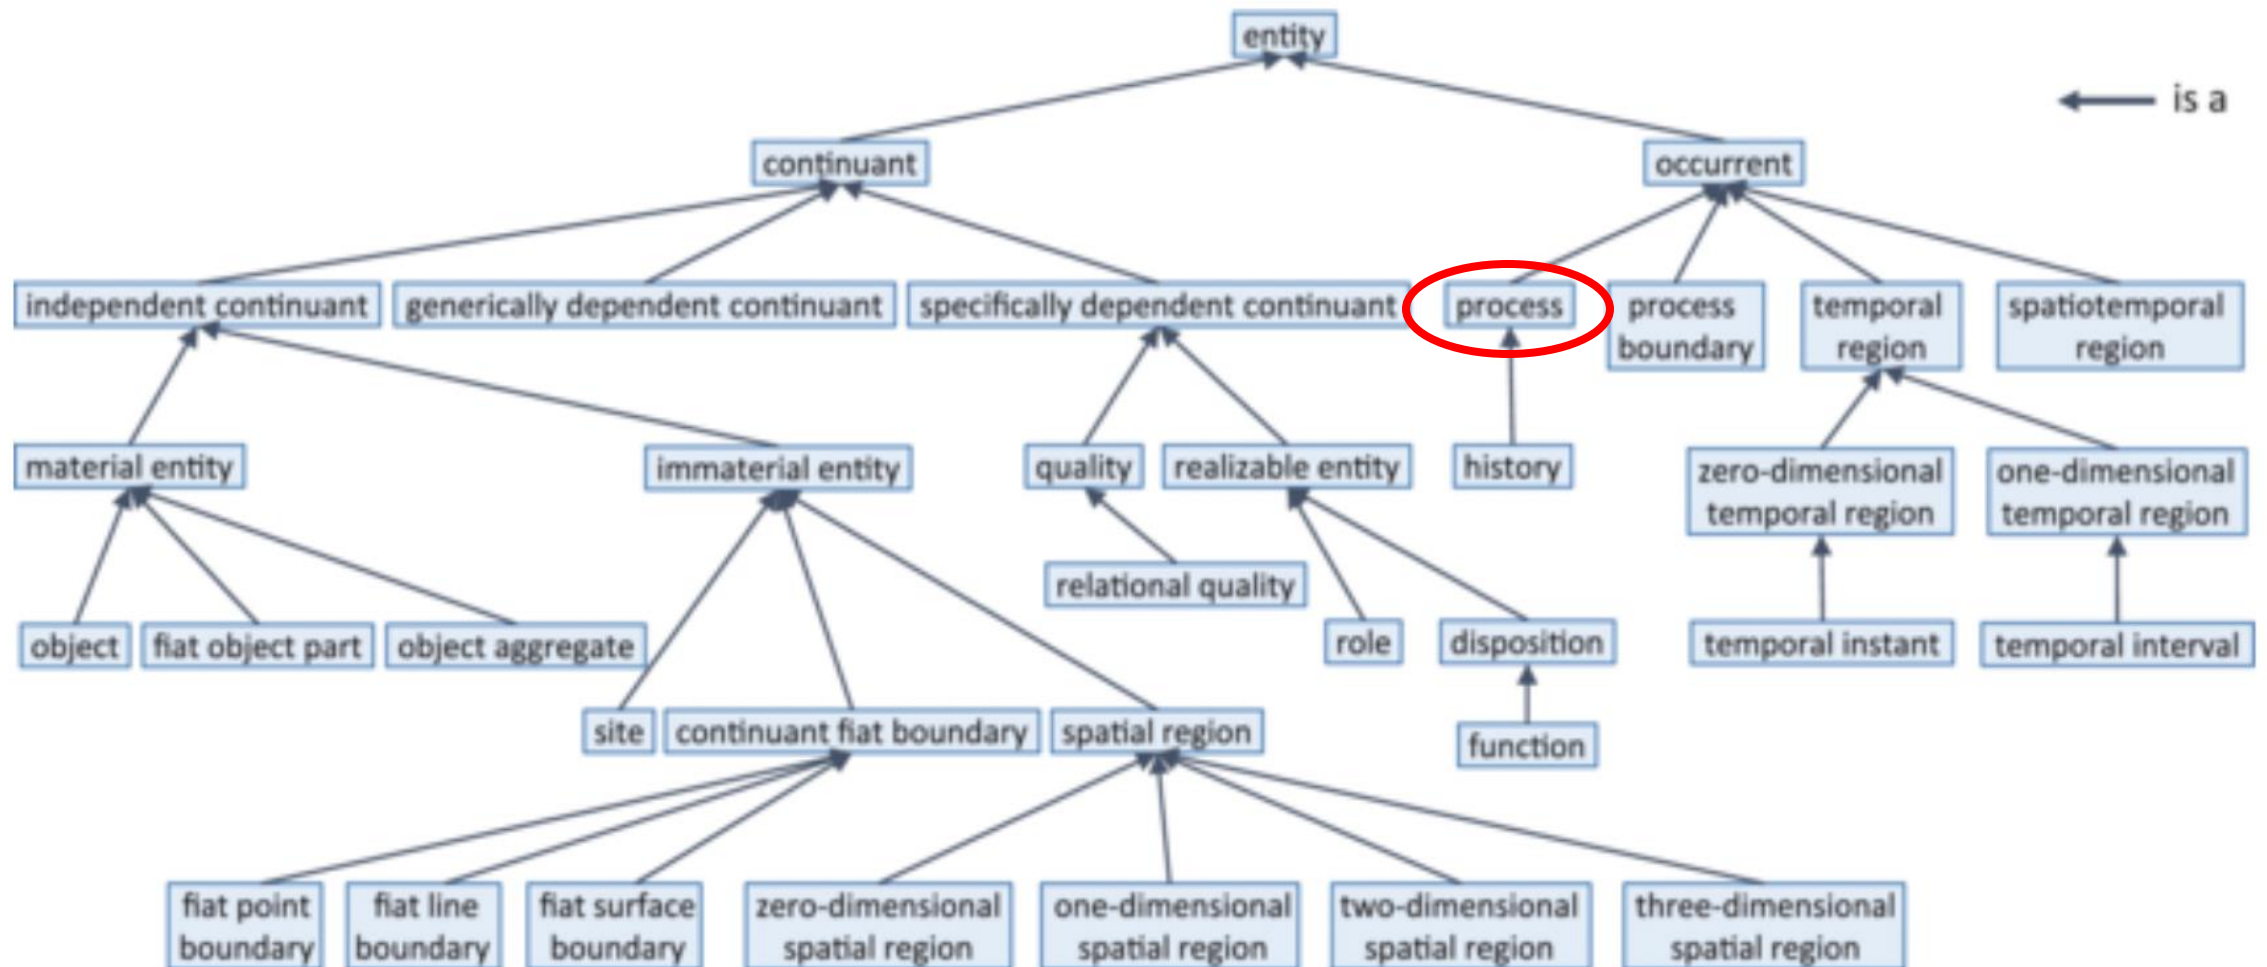 entity
is a
continuant
occurrent
independent continuant
generically dependent continuant
specifically dependent continuant
process
process
boundary
temporal
region
spatiotemporal
region
material entity
immaterial entity
quality
realizable entity
history
zero-dimensional
temporal region
one-dimensional
temporal region
relational quality
object
fiat object part
object aggregate
role
disposition
temporal instant
temporal interval
site
continuant fiat boundary
spatial region
function
fiat point
boundary
fiat line
boundary
fiat surface
boundary
zero-dimensional
spatial region
one-dimensional
spatial region
two-dimensional
spatial region
three-dimensional
spatial region